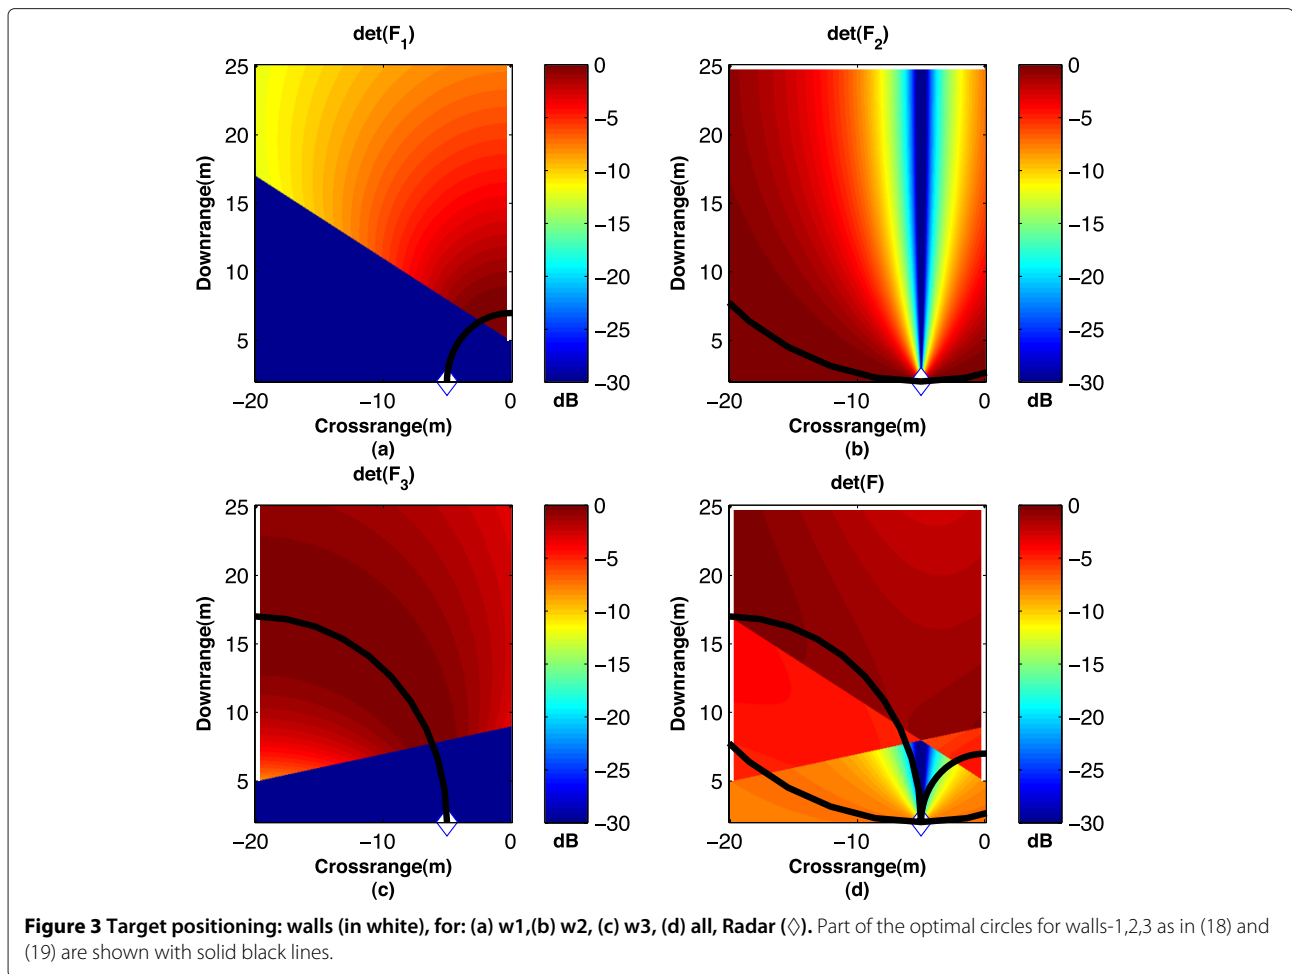 det(F1)
25
20
15
10
5
−20
−10
0
Downrange(m)
Crossrange(m)
(a)
0
−5
−10
−15
−20
−25
−30
dB
det(F2)
25
20
15
10
5
−20
−10
0
Downrange(m)
Crossrange(m)
(b)
0
−5
−10
−15
−20
−25
−30
dB
det(F3)
25
20
15
10
5
−20
−10
0
Downrange(m)
Crossrange(m)
(c)
0
−5
−10
−15
−20
−25
−30
dB
det(F)
25
20
15
10
5
−20
−10
0
Downrange(m)
Crossrange(m)
(d)
0
−5
−10
−15
−20
−25
−30
dB
Figure 3 Target positioning: walls (in white), for: (a) w1,(b) w2, (c) w3, (d) all, Radar (◊). Part of the optimal circles for walls-1,2,3 as in (18) and
(19) are shown with solid black lines.